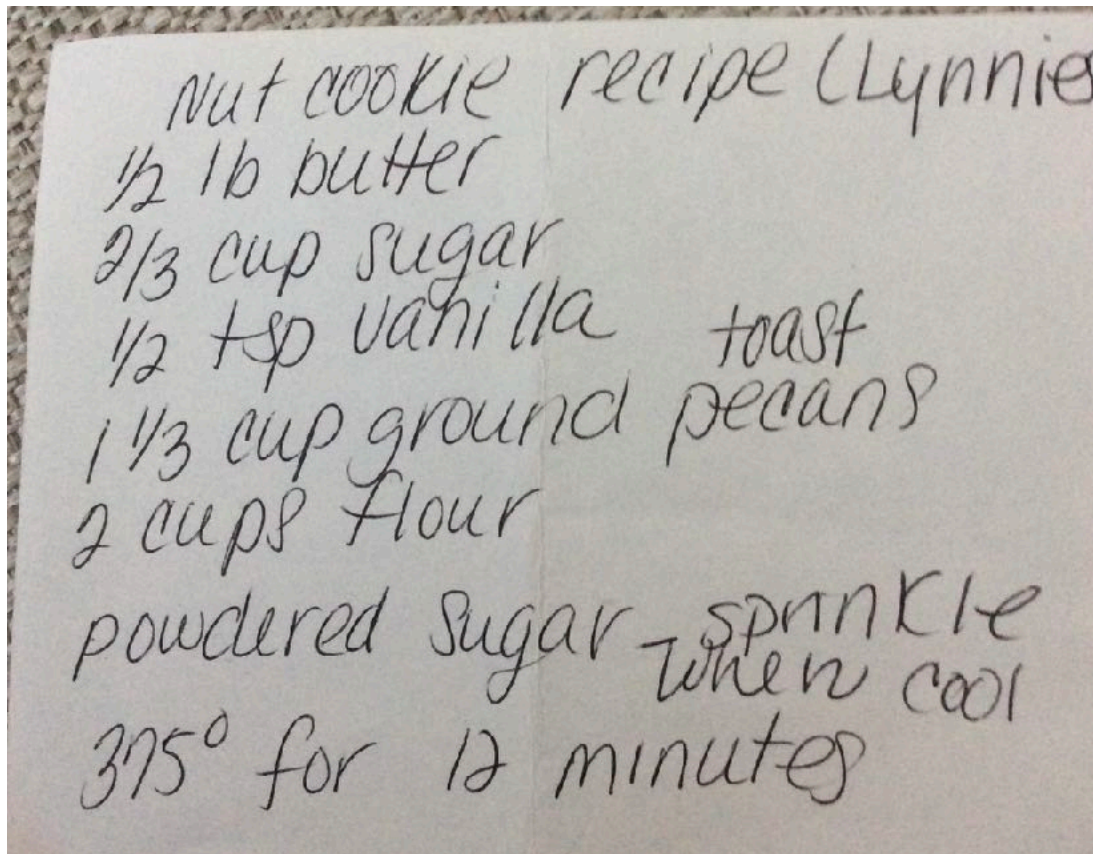 Nut cookie recipe (Lynnies
1/2 lb butter
2/3 cup sugar
1/2 tsp vanilla
toast
1 1/3 cup ground pecans
2 cups flour
powdered sugar - sprinkle
when cool
375° for 12 minutes